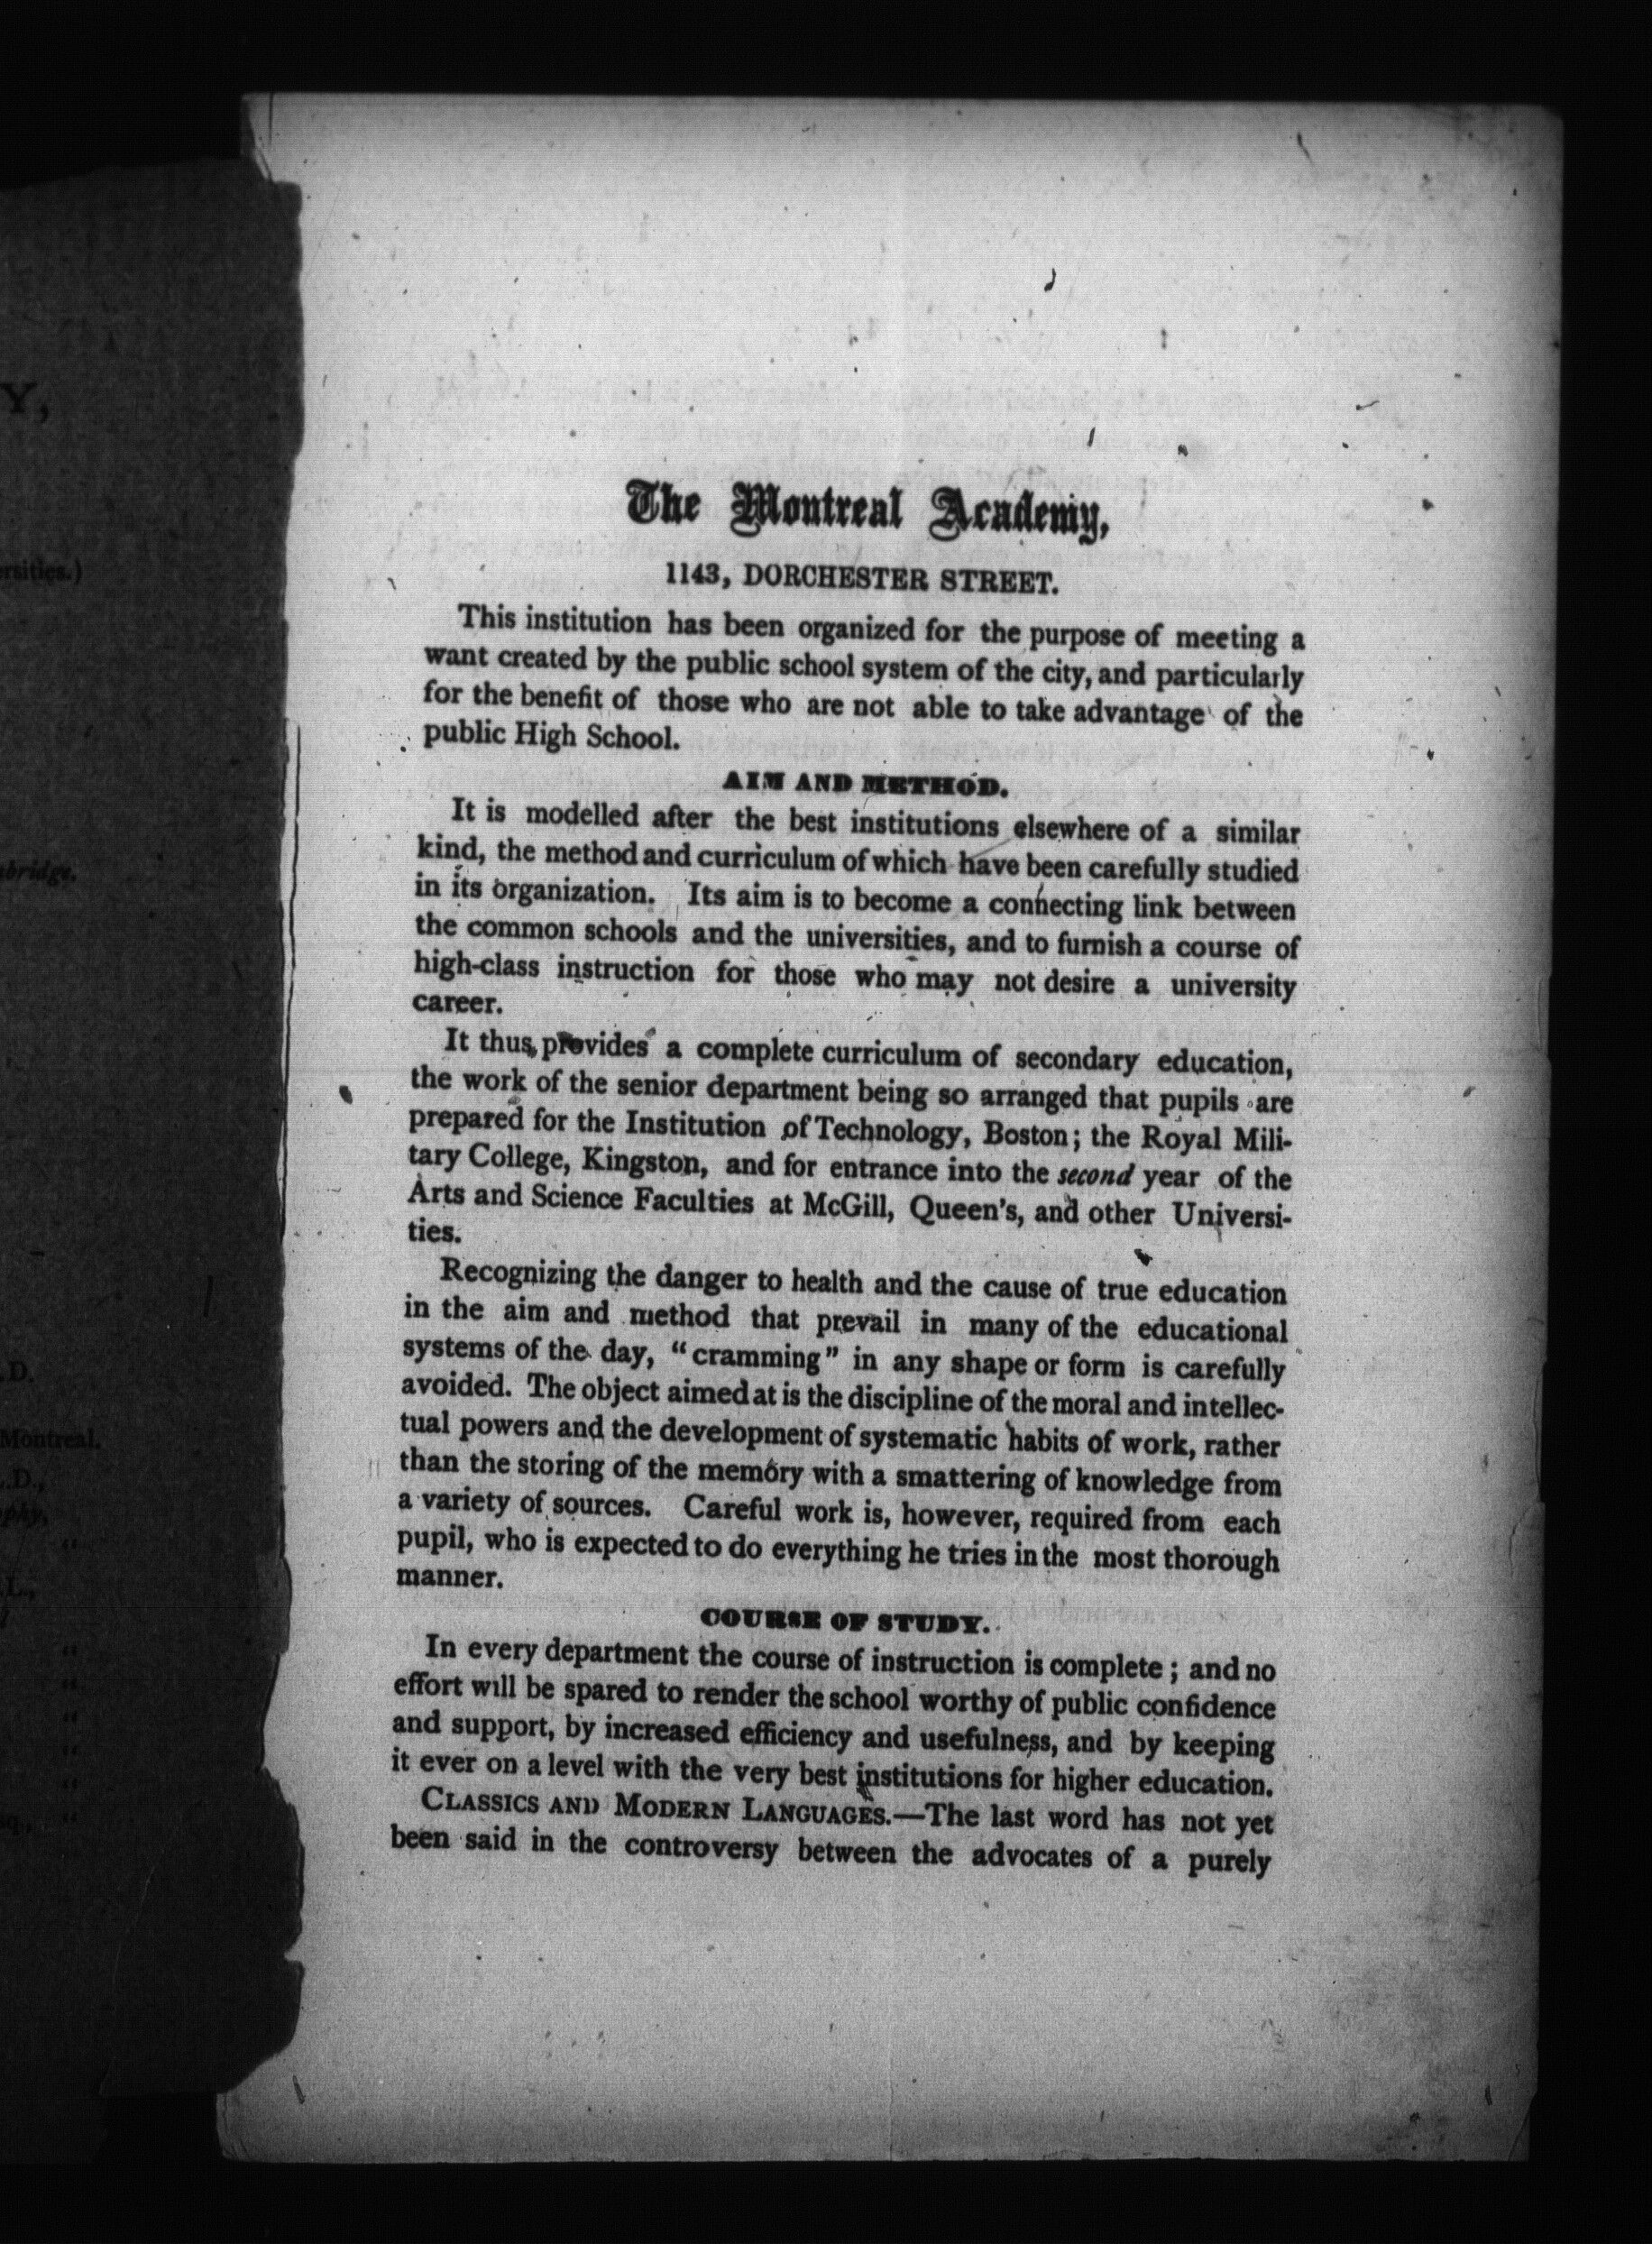 The Montreal Academy,
1143, DORCHESTER STREET.
This institution has been organized for the purpose of meeting a
want created by the public school system of the city, and particularly
for the benefit of those who are not able to take advantage of the
public High School.
AIM AND METHOD.
It is modelled after the best institutions elsewhere of a similar
kind, the method and curriculum of which have been carefully studied
in its organization. Its aim is to become a connecting link between
the common schools and the universities, and to furnish a course of
high-class instruction for those who may not desire a university
career.
It thus provides a complete curriculum of secondary education,
the work of the senior department being so arranged that pupils are
prepared for the Institution of Technology, Boston; the Royal Mili-
tary College, Kingston, and for entrance into the second year of the
Arts and Science Faculties at McGill, Queen's, and other Universi-
ties.
Recognizing the danger to health and the cause of true education
in the aim and method that prevail in many of the educational
systems of the day, "cramming" in any shape or form is carefully
avoided. The object aimed at is the discipline of the moral and intellec-
tual powers and the development of systematic habits of work, rather
than the storing of the memory with a smattering of knowledge from
a variety of sources. Careful work is, however, required from each
pupil, who is expected to do everything he tries in the most thorough
manner.
COURSE OF STUDY.
In every department the course of instruction is complete; and no
effort will be spared to render the school worthy of public confidence
and support, by increased efficiency and usefulness, and by keeping
it ever on a level with the very best institutions for higher education.
CLASSICS AND MODERN LANGUAGES.—The last word has not yet
been said in the controversy between the advocates of a purely
Y,
rsities.)
bridge.
.D.
Montreal.
L.D.,
phy,
"
.L.,
"
"
"
"
"
sq., "